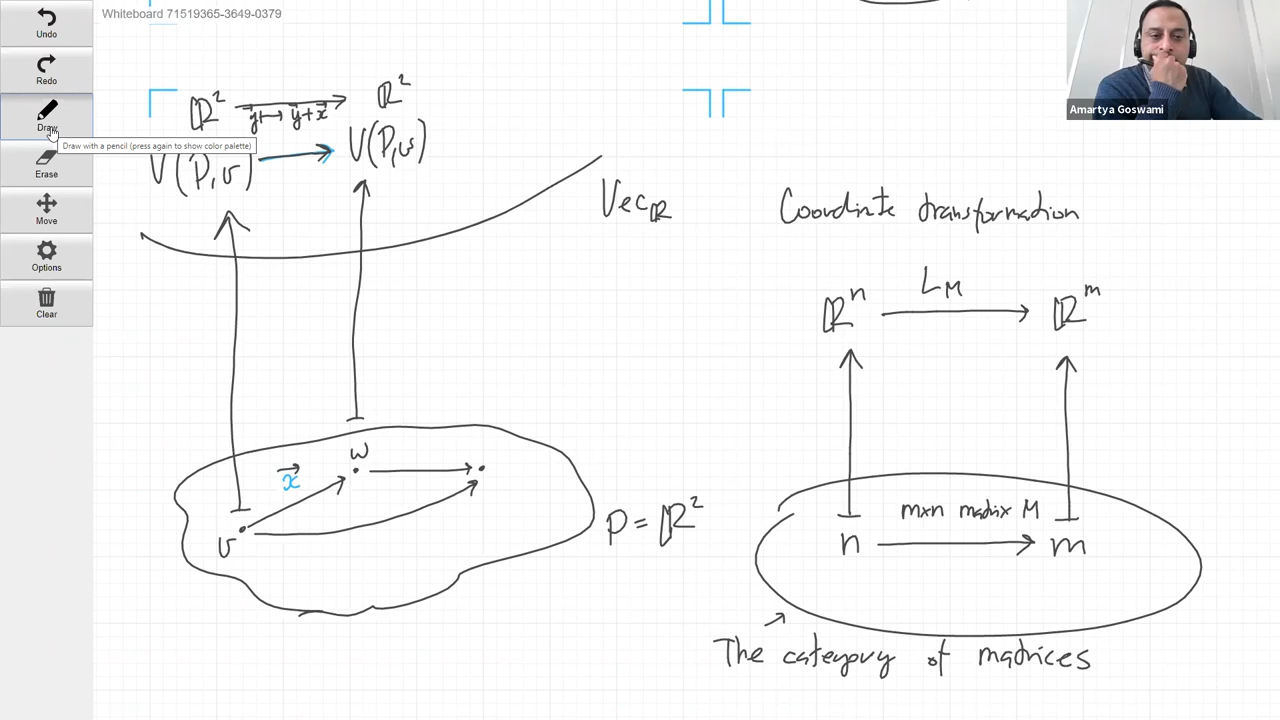 Undo
Redo
Draw
Draw with a pencil (press again to show color palette)
Erase
Move
Options
Clear
Whiteboard 71519365-3649-0379
Amartya Goswami
ℝ² → ℝ²
y⃗ ↦ y⃗ + x⃗
V(P,v) → V(P,w)
Vec_ℝ
x⃗
w
v
P = ℝ²
Coordinate transformation
L_M
ℝⁿ → ℝᵐ
m×n matrix M
n → m
The category of matrices